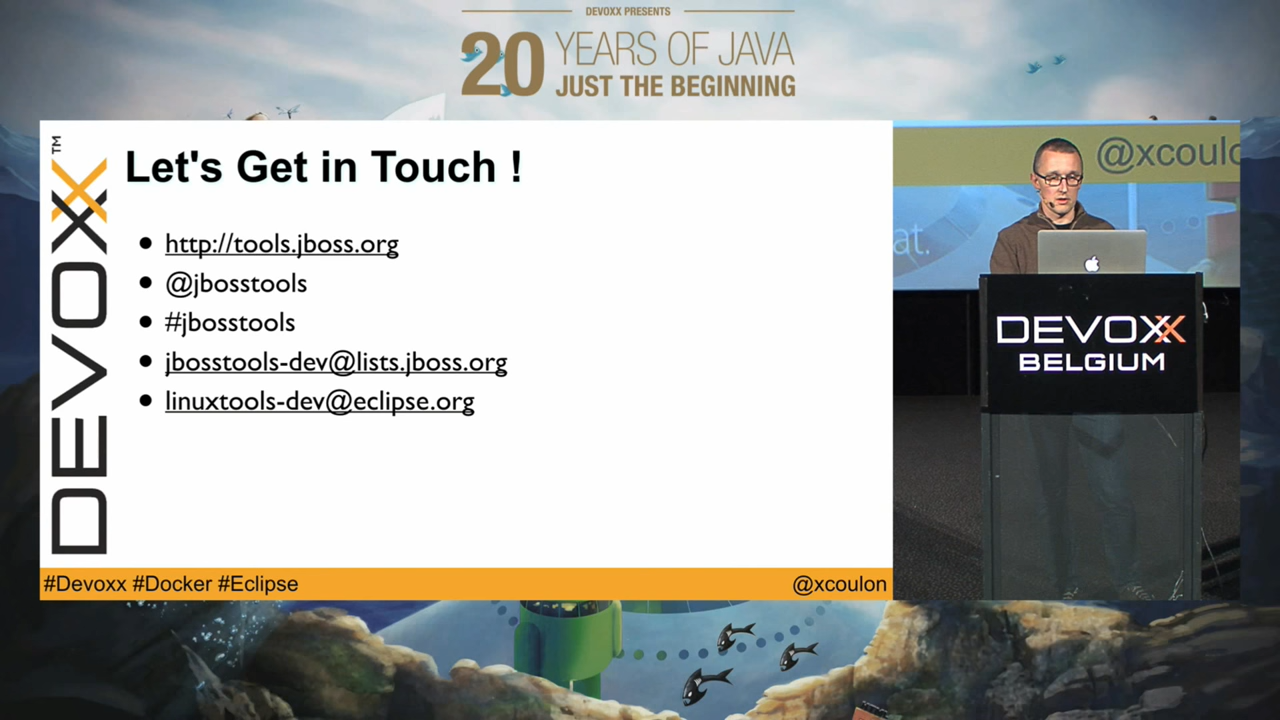 DEVOXX PRESENTS
20 YEARS OF JAVA
JUST THE BEGINNING
DEVOXX™
Let's Get in Touch !
http://tools.jboss.org
@jbosstools
#jbosstools
jbosstools-dev@lists.jboss.org
linuxtools-dev@eclipse.org
#Devoxx #Docker #Eclipse
@xcoulon
@xcoulo
at.
DEVOXX
BELGIUM